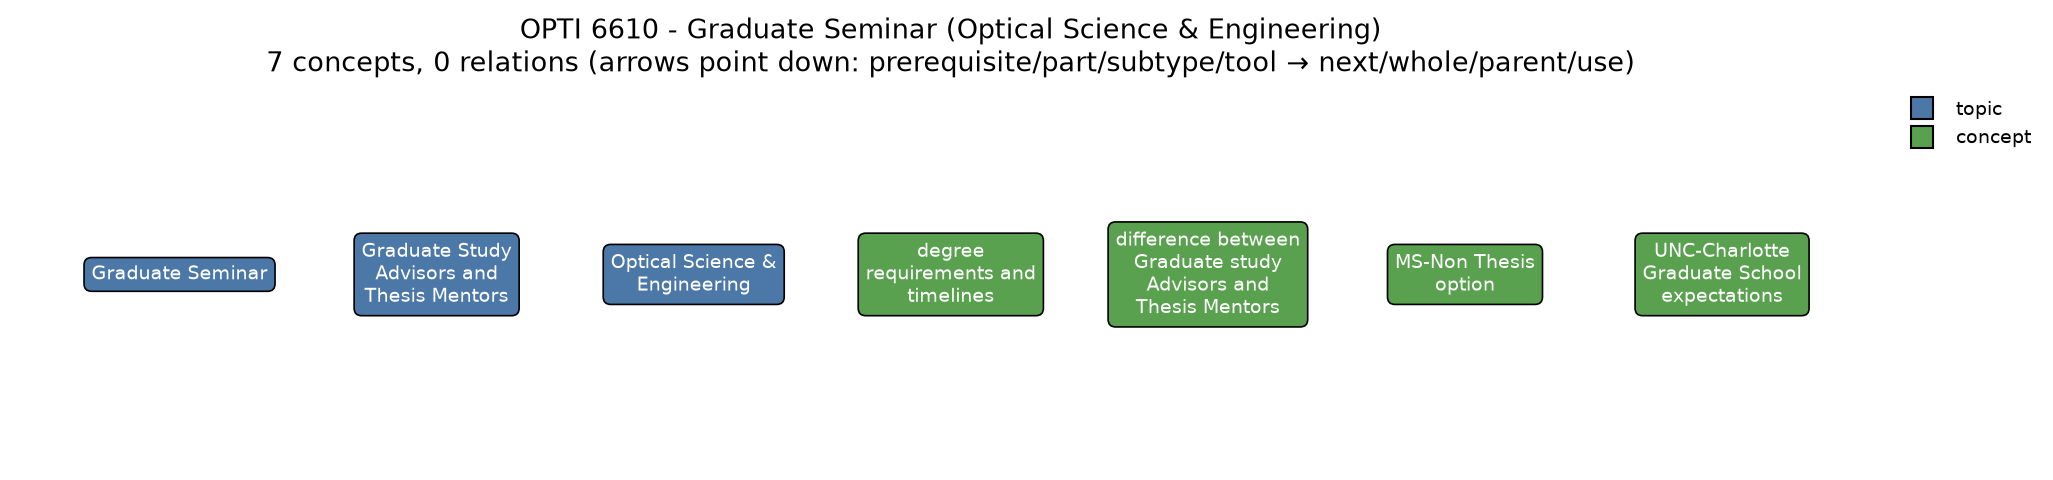 OPTI 6610 - Graduate Seminar (Optical Science & Engineering)
7 concepts, 0 relations (arrows point down: prerequisite/part/subtype/tool → next/whole/parent/use)
topic
concept
Graduate Seminar
Graduate Study
Advisors and
Thesis Mentors
Optical Science &
Engineering
degree
requirements and
timelines
difference between
Graduate study
Advisors and
Thesis Mentors
MS-Non Thesis
option
UNC-Charlotte
Graduate School
expectations